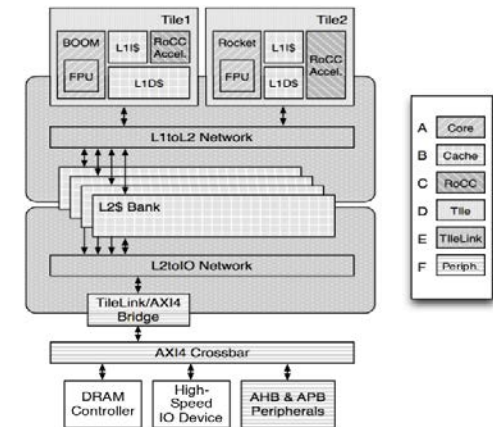 Tile1
Tile2
BOOM
L1I$
RoCC
Accel.
FPU
L1D$
Rocket
L1I$
RoCC
Accel.
FPU
L1D$
L1toL2 Network
L2$ Bank
L2toIO Network
TileLink/AXI4
Bridge
AXI4 Crossbar
DRAM
Controller
High-
Speed
IO Device
AHB & APB
Peripherals
A Core
B Cache
C RoCC
D Tile
E TileLink
F Periph.